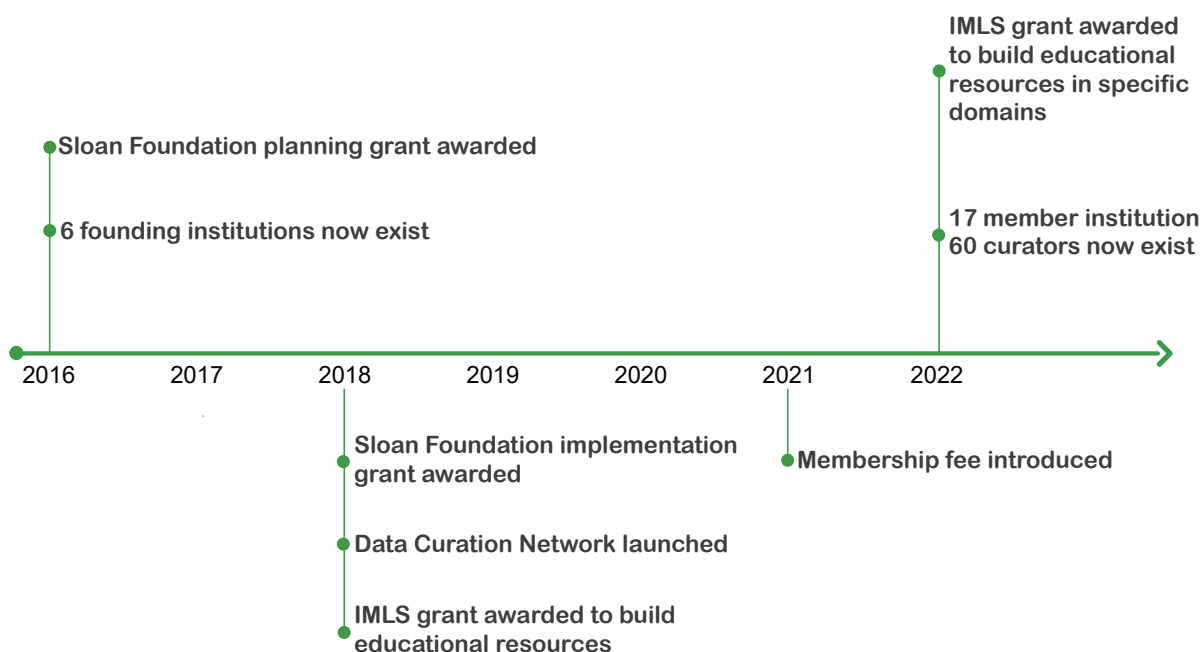 IMLS grant awarded
to build educational
resources in specific
domains
Sloan Foundation planning grant awarded
6 founding institutions now exist
17 member institution
60 curators now exist
2016
2017
2018
2019
2020
2021
2022
Sloan Foundation implementation
grant awarded
Membership fee introduced
Data Curation Network launched
IMLS grant awarded to build
educational resources